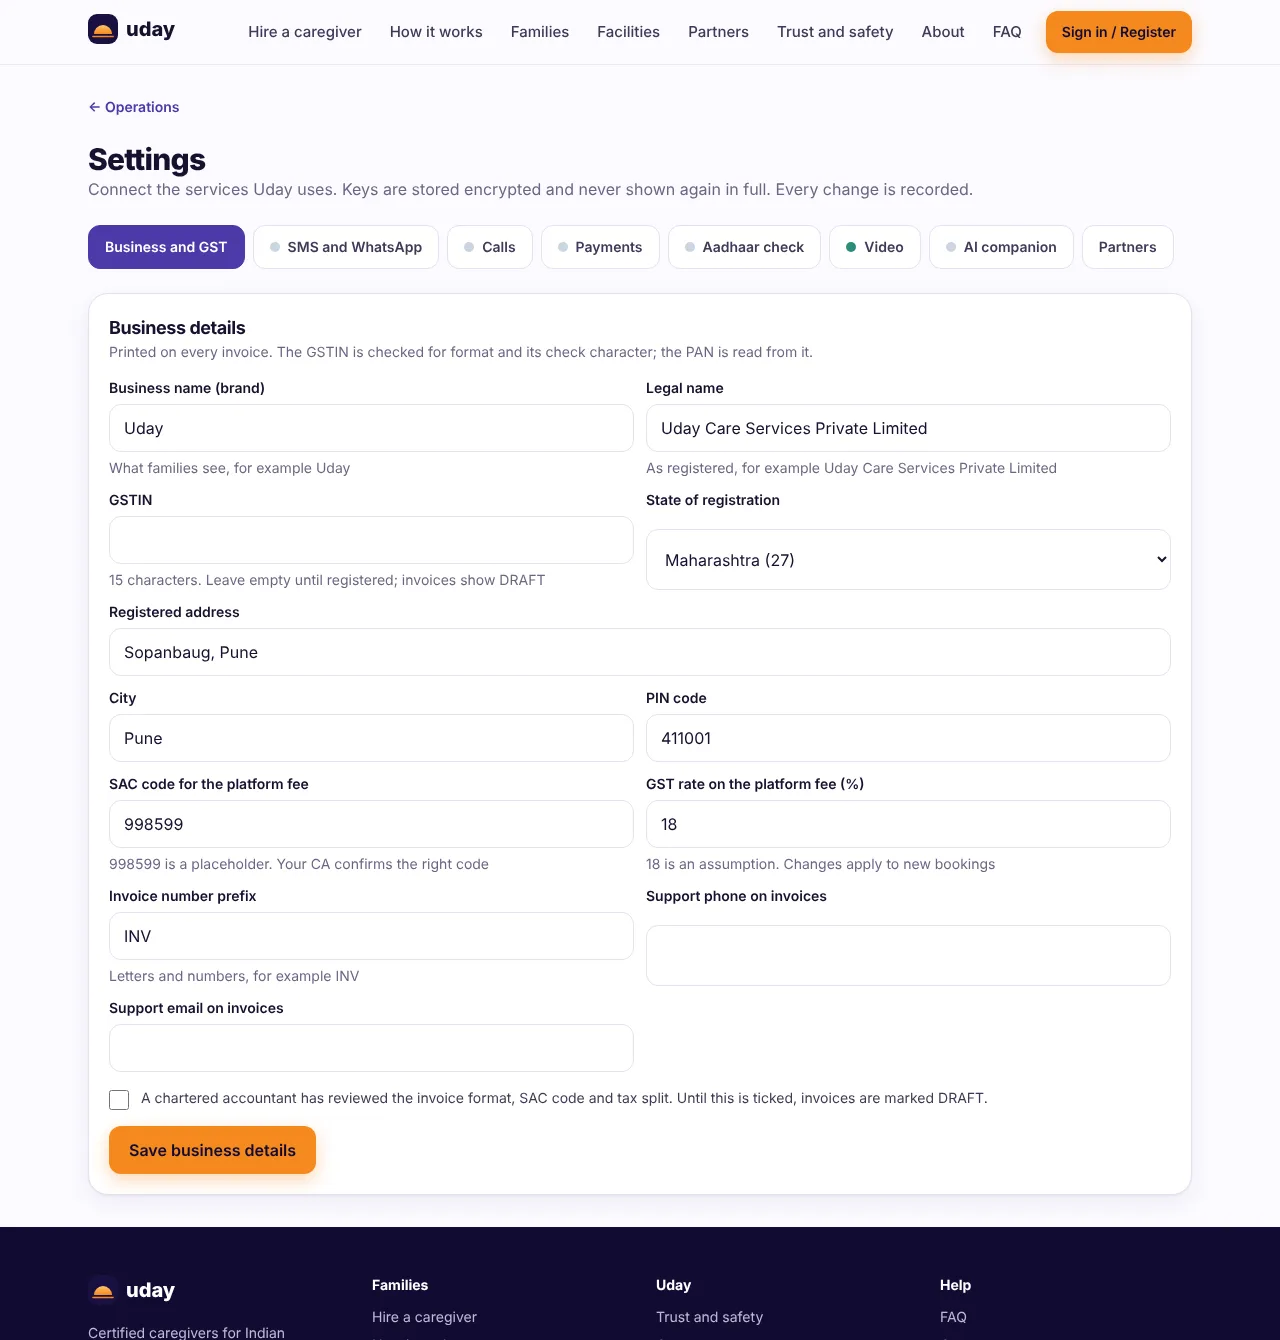 uday
Hire a caregiver
How it works
Families
Facilities
Partners
Trust and safety
About
FAQ
Sign in / Register
← Operations
Settings
Connect the services Uday uses. Keys are stored encrypted and never shown again in full. Every change is recorded.
Business and GST
SMS and WhatsApp
Calls
Payments
Aadhaar check
Video
AI companion
Partners
Business details
Printed on every invoice. The GSTIN is checked for format and its check character; the PAN is read from it.
Business name (brand)
Uday
What families see, for example Uday
Legal name
Uday Care Services Private Limited
As registered, for example Uday Care Services Private Limited
GSTIN
15 characters. Leave empty until registered; invoices show DRAFT
State of registration
Maharashtra (27)
Registered address
Sopanbaug, Pune
City
Pune
PIN code
411001
SAC code for the platform fee
998599
998599 is a placeholder. Your CA confirms the right code
GST rate on the platform fee (%)
18
18 is an assumption. Changes apply to new bookings
Invoice number prefix
INV
Letters and numbers, for example INV
Support phone on invoices
Support email on invoices
A chartered accountant has reviewed the invoice format, SAC code and tax split. Until this is ticked, invoices are marked DRAFT.
Save business details
uday
Certified caregivers for Indian
Families
Hire a caregiver
Uday
Trust and safety
Help
FAQ